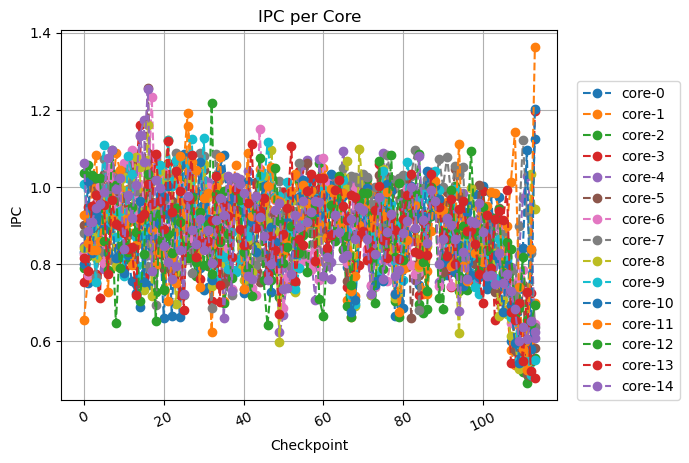 IPC per Core
1.4
1.2
1.0
0.8
0.6
IPC
0
20
40
60
80
100
Checkpoint
core-0
core-1
core-2
core-3
core-4
core-5
core-6
core-7
core-8
core-9
core-10
core-11
core-12
core-13
core-14